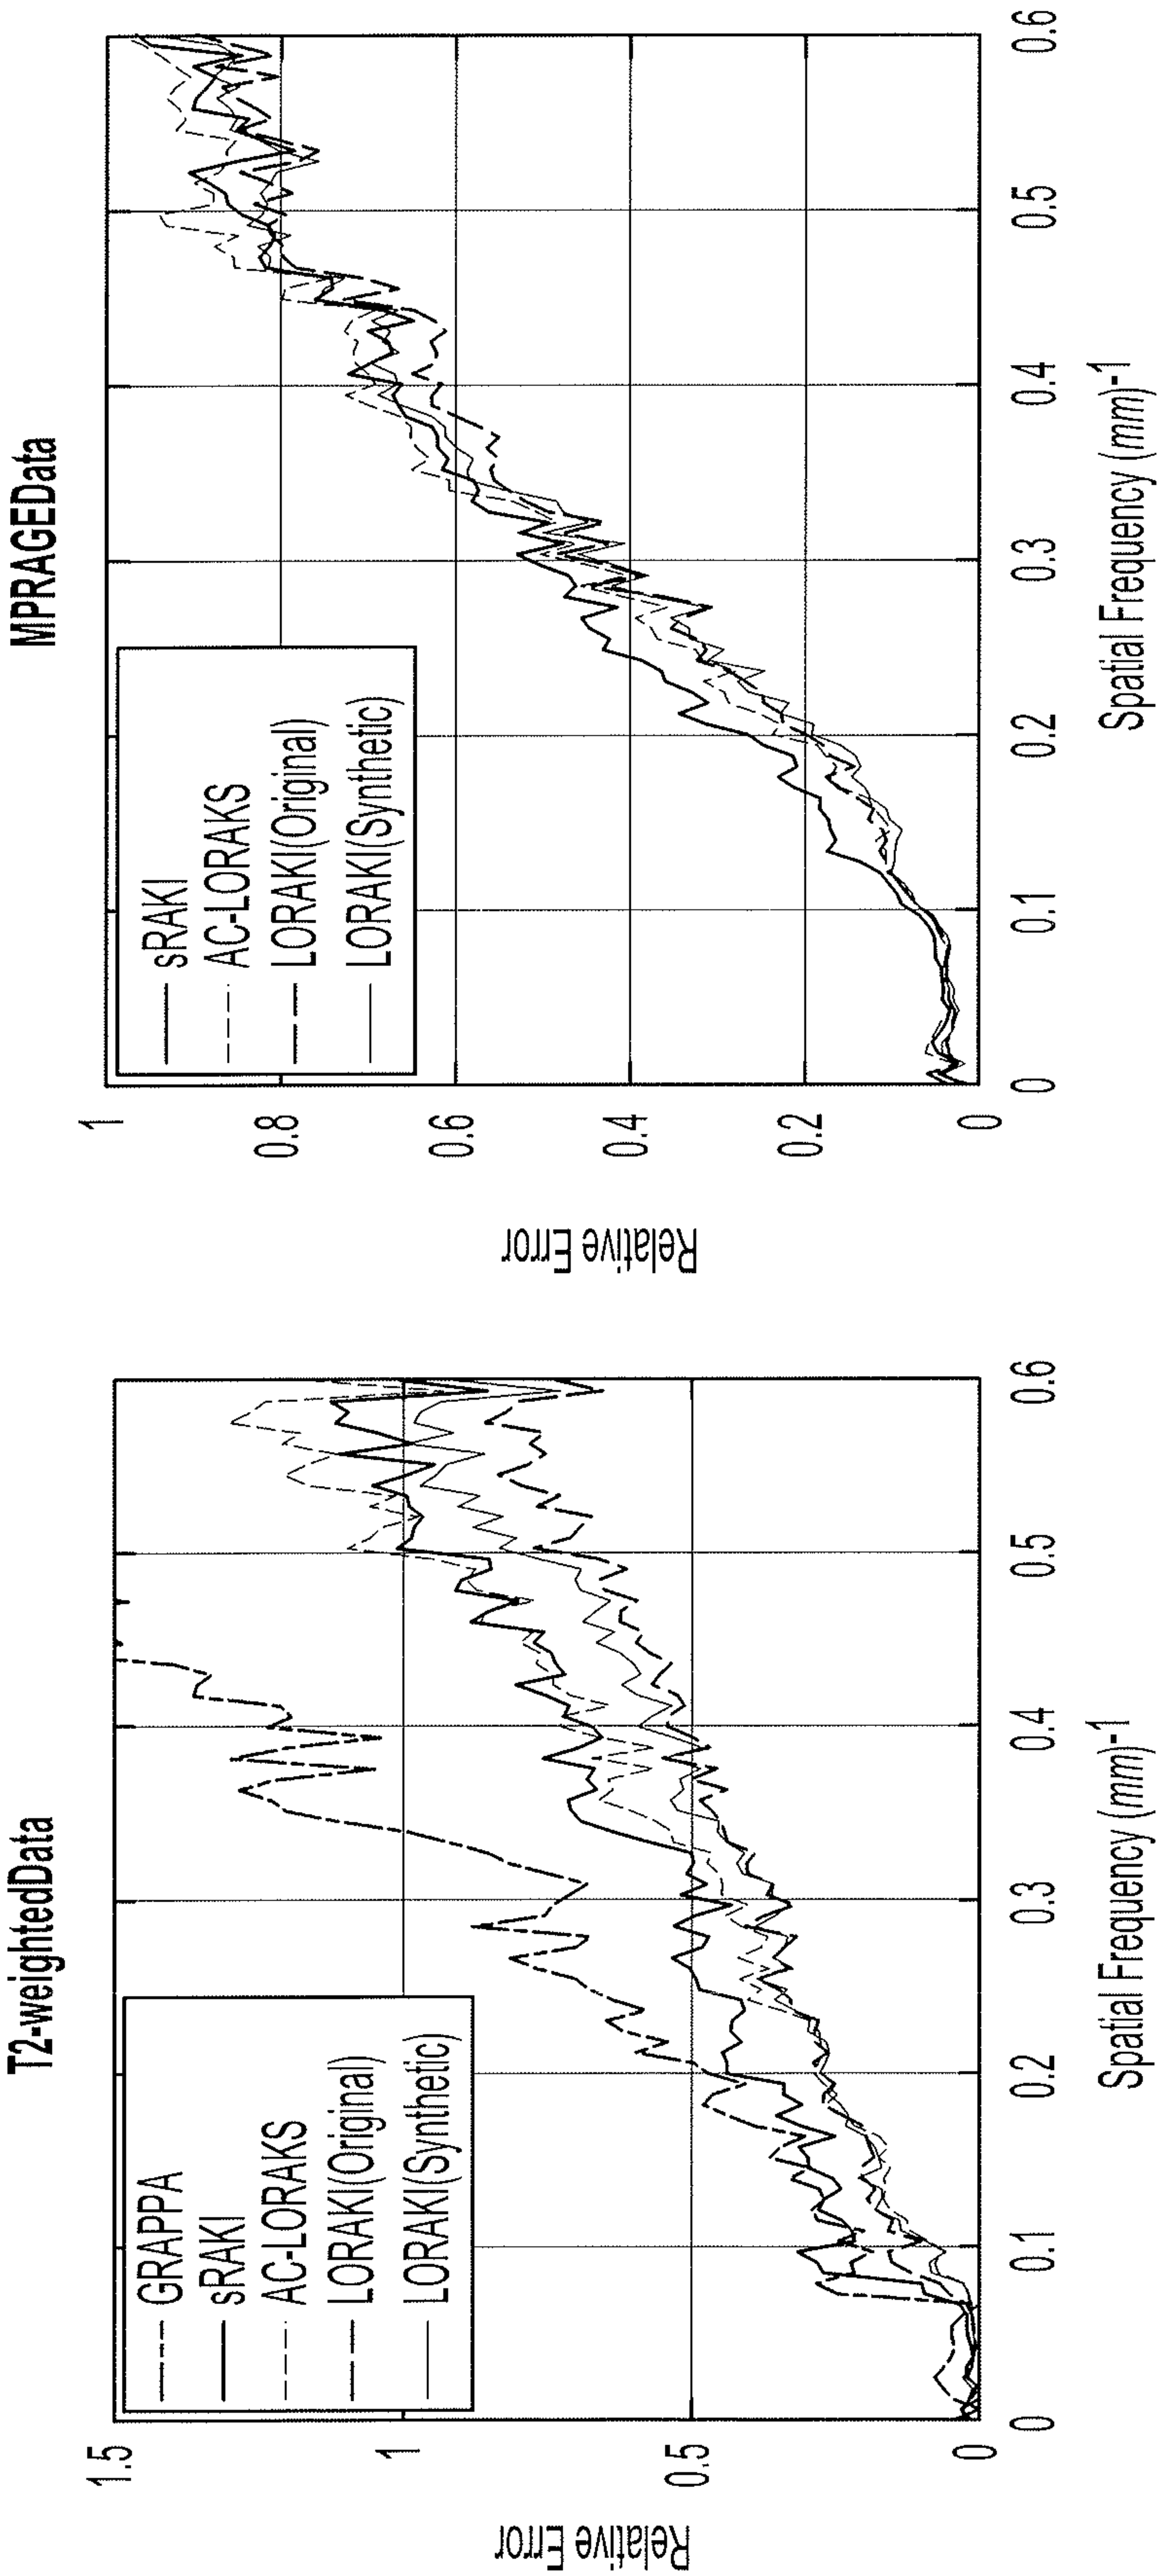 T2-weightedData
Relative Error
1.5
1
0.5
0
GRAPPA
sRAKI
AC-LORAKS
LORAKI(Original)
LORAKI(Synthetic)
0 0.1 0.2 0.3 0.4 0.5 0.6
Spatial Frequency (mm)-1
MPRAGEData
Relative Error
1
0.8
0.6
0.4
0.2
0
sRAKI
AC-LORAKS
LORAKI(Original)
LORAKI(Synthetic)
0 0.1 0.2 0.3 0.4 0.5 0.6
Spatial Frequency (mm)-1